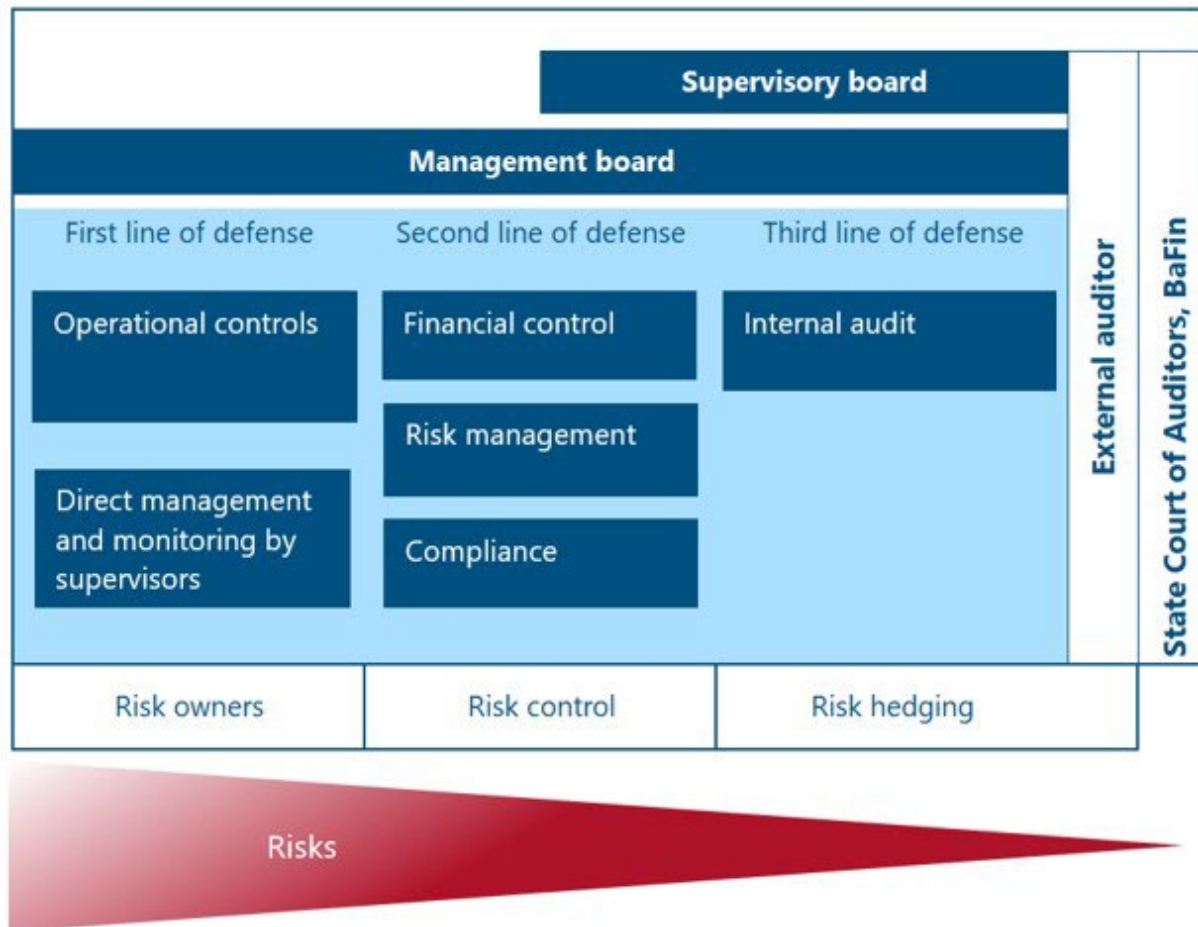 Supervisory board
Management board
First line of defense
Second line of defense
Third line of defense
Operational controls
Financial control
Internal audit
Risk management
Direct management
and monitoring by
supervisors
Compliance
External auditor
State Court of Auditors, BaFin
Risk owners
Risk control
Risk hedging
Risks